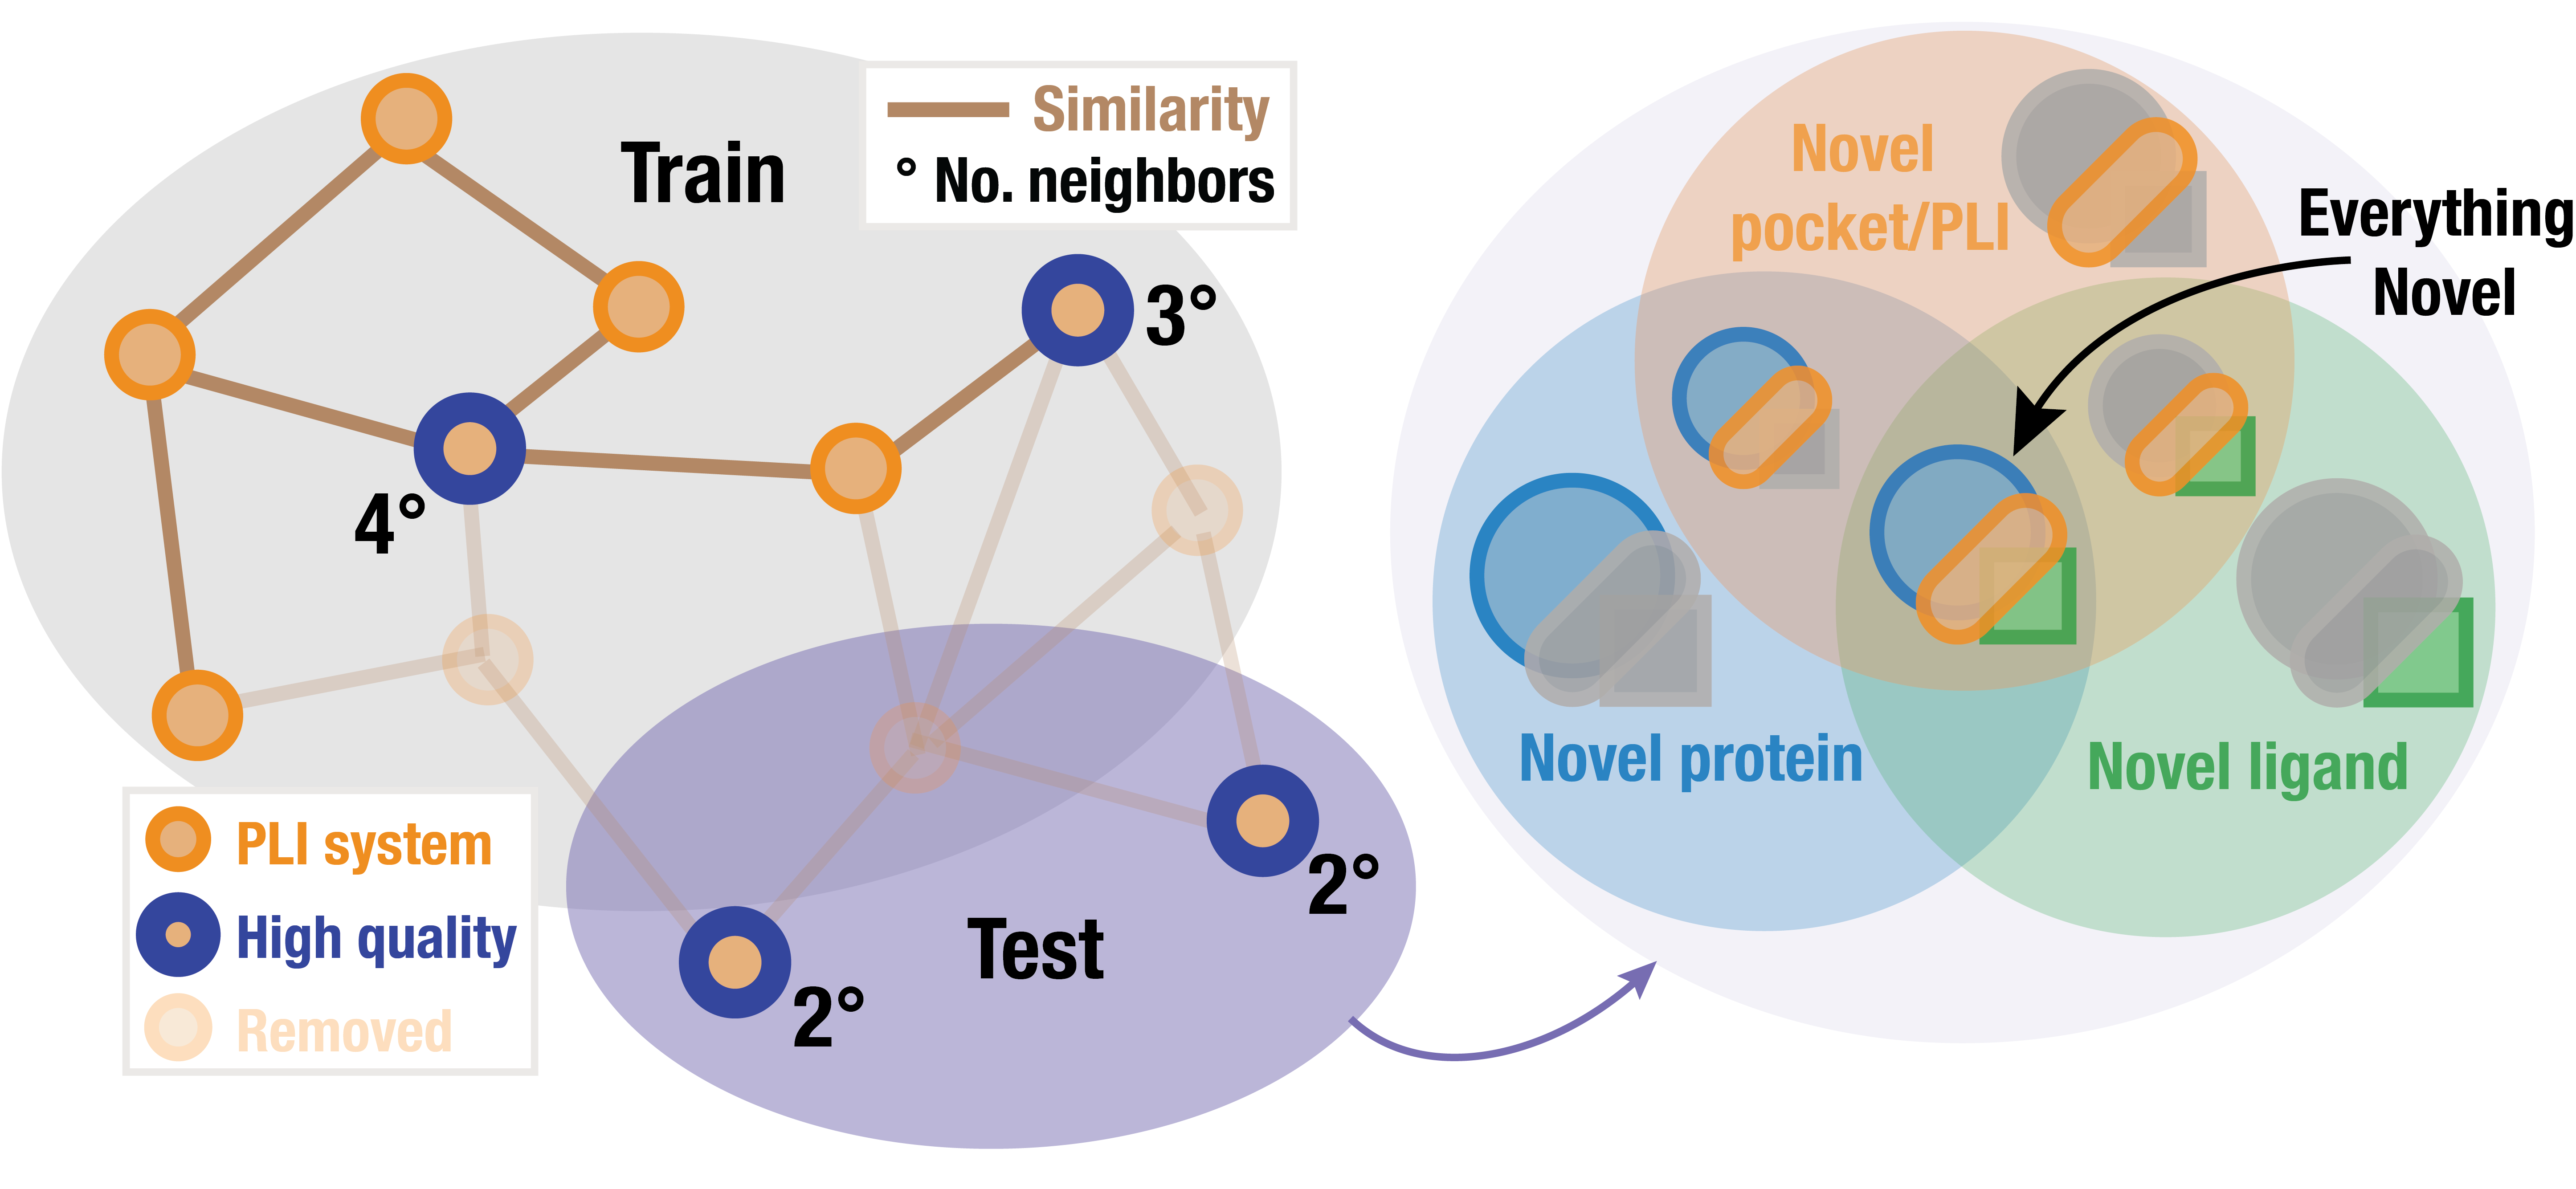 Train
Similarity
° No. neighbors
3°
4°
2°
2°
Test
PLI system
High quality
Removed
Novel
pocket/PLI
Everything
Novel
Novel protein
Novel ligand